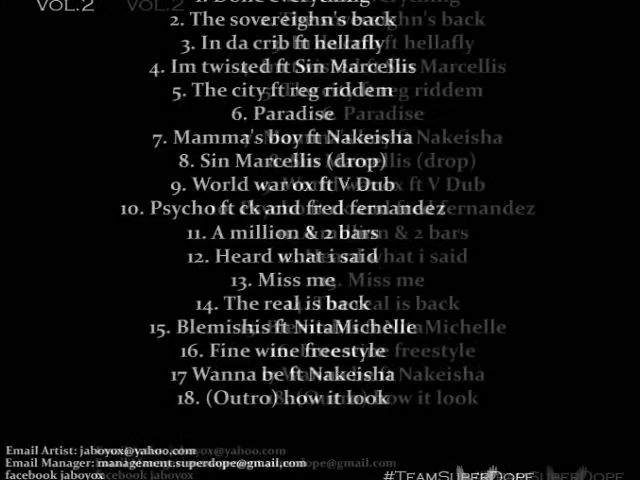 VOL.2 VOL.2
1. Done everything
2. The sovereighn's back
3. In da crib ft hellafly
4. Im twisted ft Sin Marcellis
5. The city ft reg riddem
6. Paradise
7. Mamma's boy ft Nakeisha
8. Sin Marcellis (drop)
9. World war ox ft V Dub
10. Psycho ft ck and fred fernandez
11. A million & 2 bars
12. Heard what i said
13. Miss me
14. The real is back
15. Blemishis ft NitaMichelle
16. Fine wine freestyle
17 Wanna be ft Nakeisha
18. (Outro) how it look
Email Artist: jaboyox@yahoo.com
Email Manager: management.superdope@gmail.com
facebook jaboyox
#TeamSuperDope